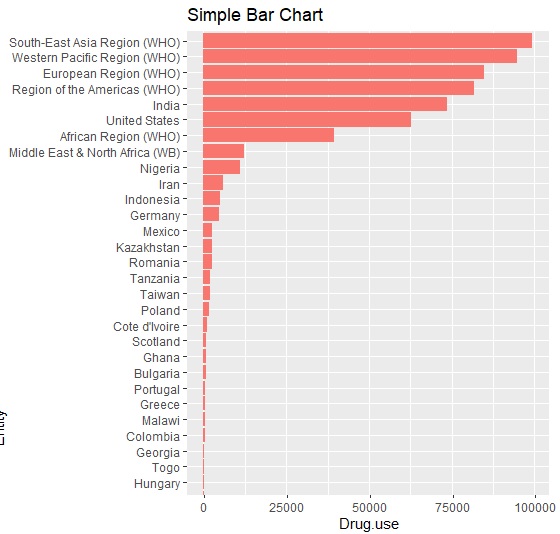 Simple Bar Chart
South-East Asia Region (WHO)
Western Pacific Region (WHO)
European Region (WHO)
Region of the Americas (WHO)
India
United States
African Region (WHO)
Middle East & North Africa (WB)
Nigeria
Iran
Indonesia
Germany
Mexico
Kazakhstan
Romania
Tanzania
Taiwan
Poland
Cote d'Ivoire
Scotland
Ghana
Bulgaria
Portugal
Greece
Malawi
Colombia
Georgia
Togo
Hungary
Entity
0 25000 50000 75000 100000
Drug.use